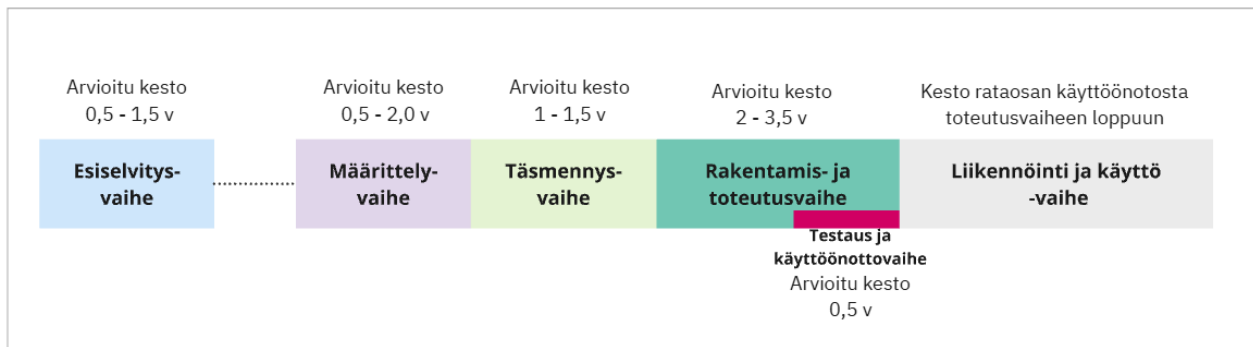 Arvioitu kesto
0,5 - 1,5 v
Esiselvitys-
vaihe
Arvioitu kesto
0,5 - 2,0 v
Määrittely-
vaihe
Arvioitu kesto
1 - 1,5 v
Täsmennys-
vaihe
Arvioitu kesto
2 - 3,5 v
Rakentamis- ja
toteutusvaihe
Testaus ja
käyttöönottovaihe
Arvioitu kesto
0,5 v
Kesto rataosan käyttöönotosta
toteutusvaiheen loppuun
Liikennöinti ja käyttö
-vaihe